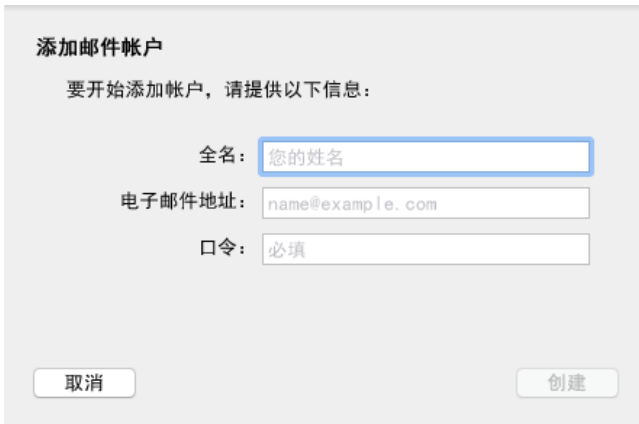 添加邮件帐户
要开始添加帐户，请提供以下信息：
全名： 您的姓名
电子邮件地址： name@example.com
口令： 必填
取消 创建